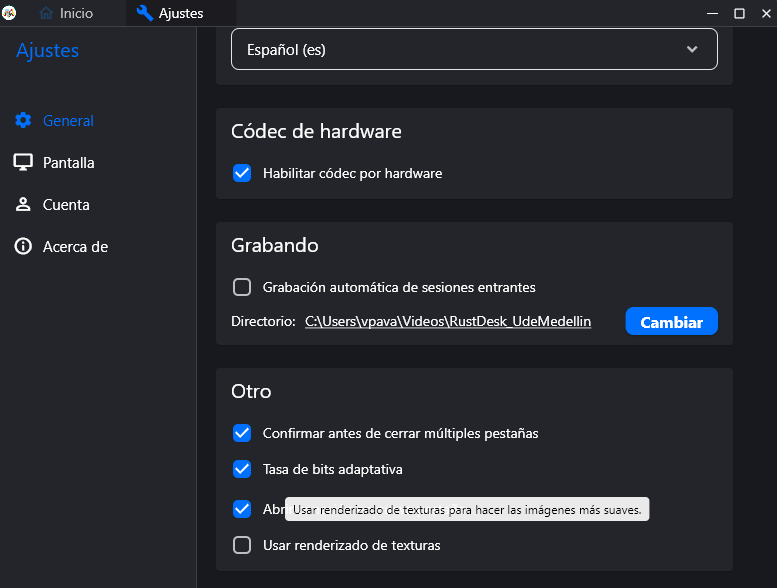 Inicio
Ajustes
Ajustes
General
Pantalla
Cuenta
Acerca de
Español (es)
Códec de hardware
Habilitar códec por hardware
Grabando
Grabación automática de sesiones entrantes
Directorio: C:\Users\vpava\Videos\RustDesk_UdeMedellin
Cambiar
Otro
Confirmar antes de cerrar múltiples pestañas
Tasa de bits adaptativa
Usar renderizado de texturas para hacer las imágenes más suaves.
Usar renderizado de texturas